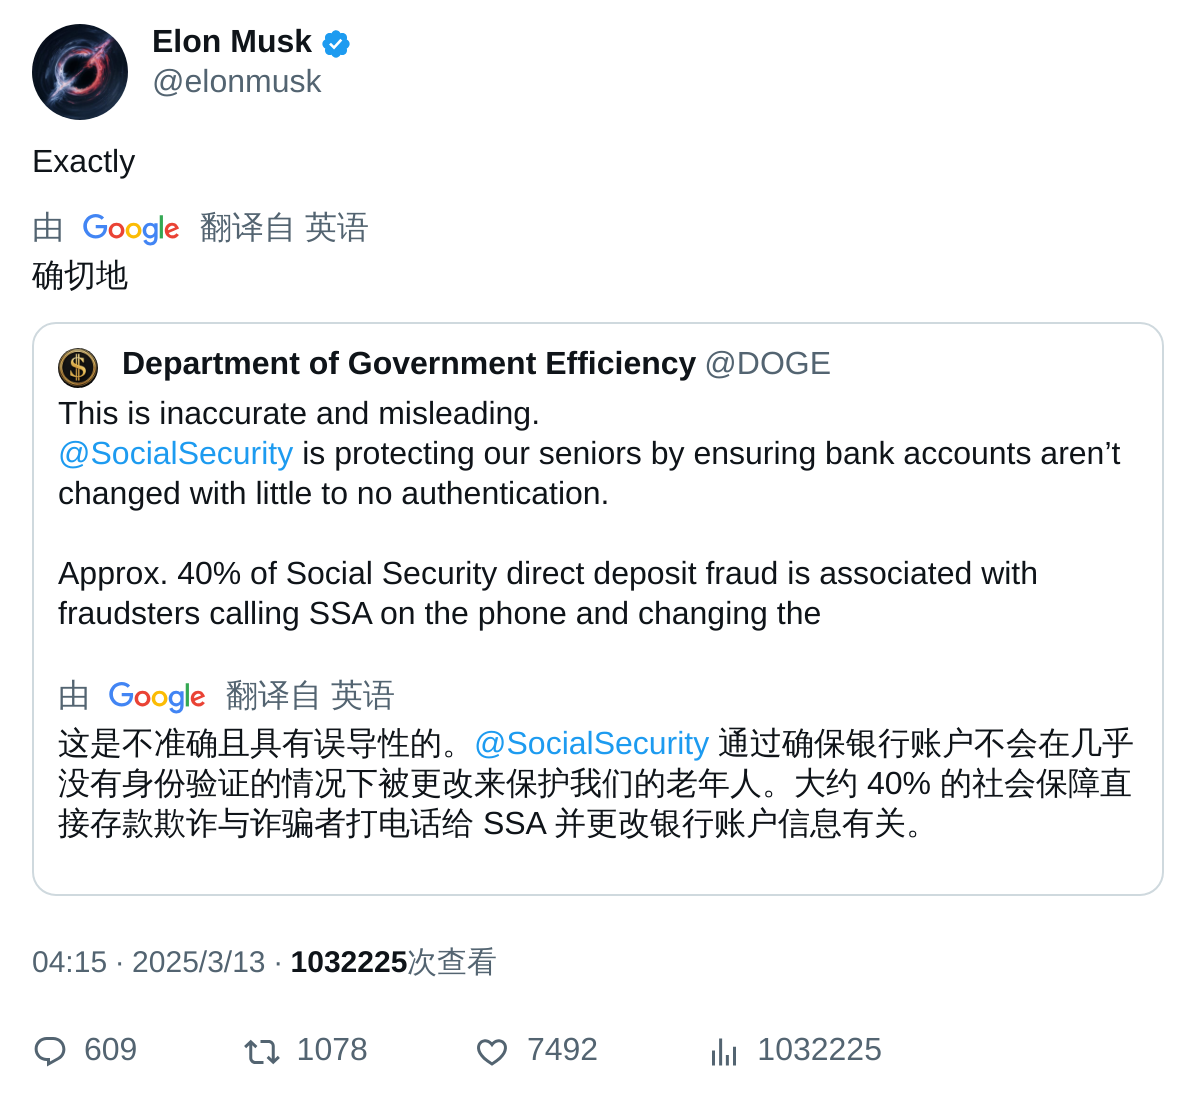 Elon Musk
@elonmusk
Exactly
由 Google 翻译自 英语
确切地
Department of Government Efficiency @DOGE
This is inaccurate and misleading.
@SocialSecurity is protecting our seniors by ensuring bank accounts aren’t
changed with little to no authentication.
Approx. 40% of Social Security direct deposit fraud is associated with
fraudsters calling SSA on the phone and changing the
由 Google 翻译自 英语
这是不准确且具有误导性的。@SocialSecurity 通过确保银行账户不会在几乎
没有身份验证的情况下被更改来保护我们的老年人。大约 40% 的社会保障直
接存款欺诈与诈骗者打电话给 SSA 并更改银行账户信息有关。
04:15 · 2025/3/13 · 1032225次查看
609 1078 7492 1032225